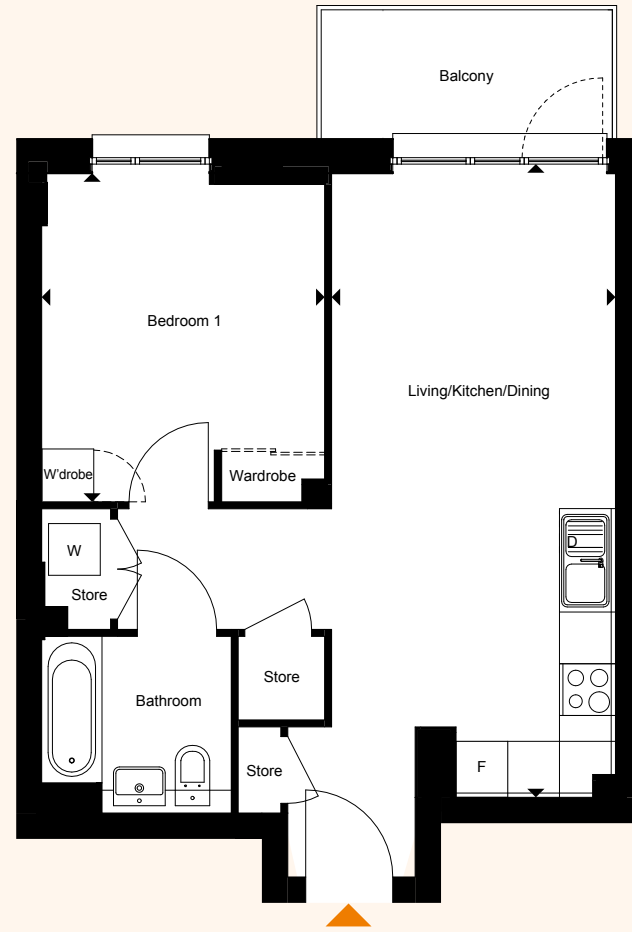 Balcony
Bedroom 1
Living/Kitchen/Dining
W'drobe
Wardrobe
W
Store
Store
Bathroom
Store
F